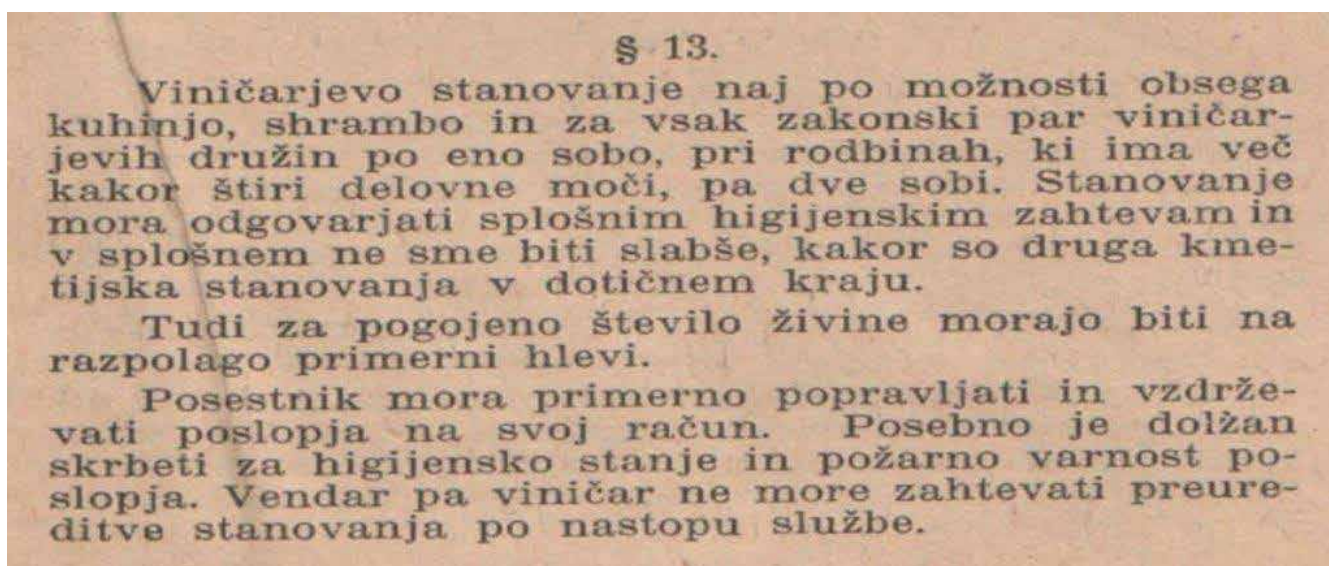 § 13.
Viničarjevo stanovanje naj po možnosti obsega
kuhinjo, shrambo in za vsak zakonski par viničar-
jevih družin po eno sobo, pri rodbinah, ki ima več
kakor štiri delovne moči, pa dve sobi. Stanovanje
mora odgovarjati splošnim higijenskim zahtevam in
v splošnem ne sme biti slabše, kakor so druga kme-
tijska stanovanja v dotičnem kraju.
Tudi za pogojeno število živine morajo biti na
razpolago primerni hlevi.
Posestnik mora primerno popravljati in vzdrže-
vati poslopja na svoj račun. Posebno je dolžan
skrbeti za higijensko stanje in požarno varnost po-
slopja. Vendar pa viničar ne more zahtevati preure-
ditve stanovanja po nastopu službe.